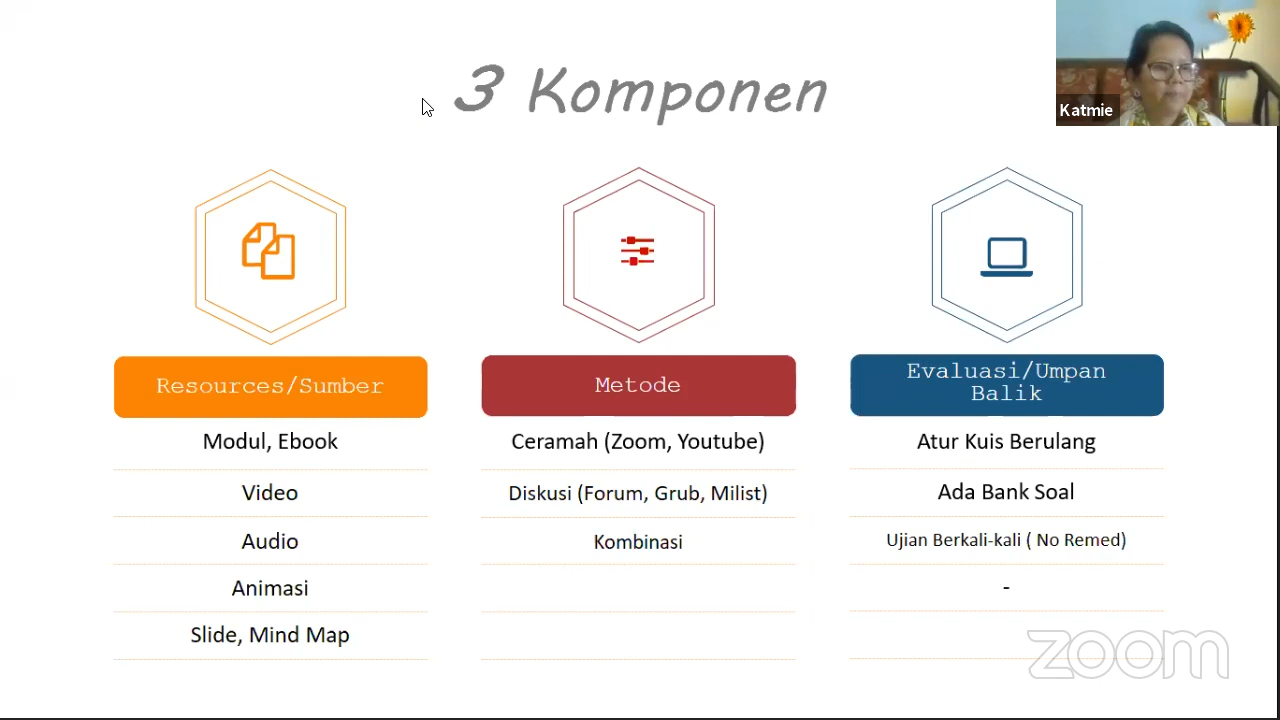 3 Komponen
Katmie
Resources/Sumber
Modul, Ebook
Video
Audio
Animasi
Slide, Mind Map
Metode
Ceramah (Zoom, Youtube)
Diskusi (Forum, Grub, Milist)
Kombinasi
Evaluasi/Umpan
Balik
Atur Kuis Berulang
Ada Bank Soal
Ujian Berkali-kali ( No Remed)
-
zoom